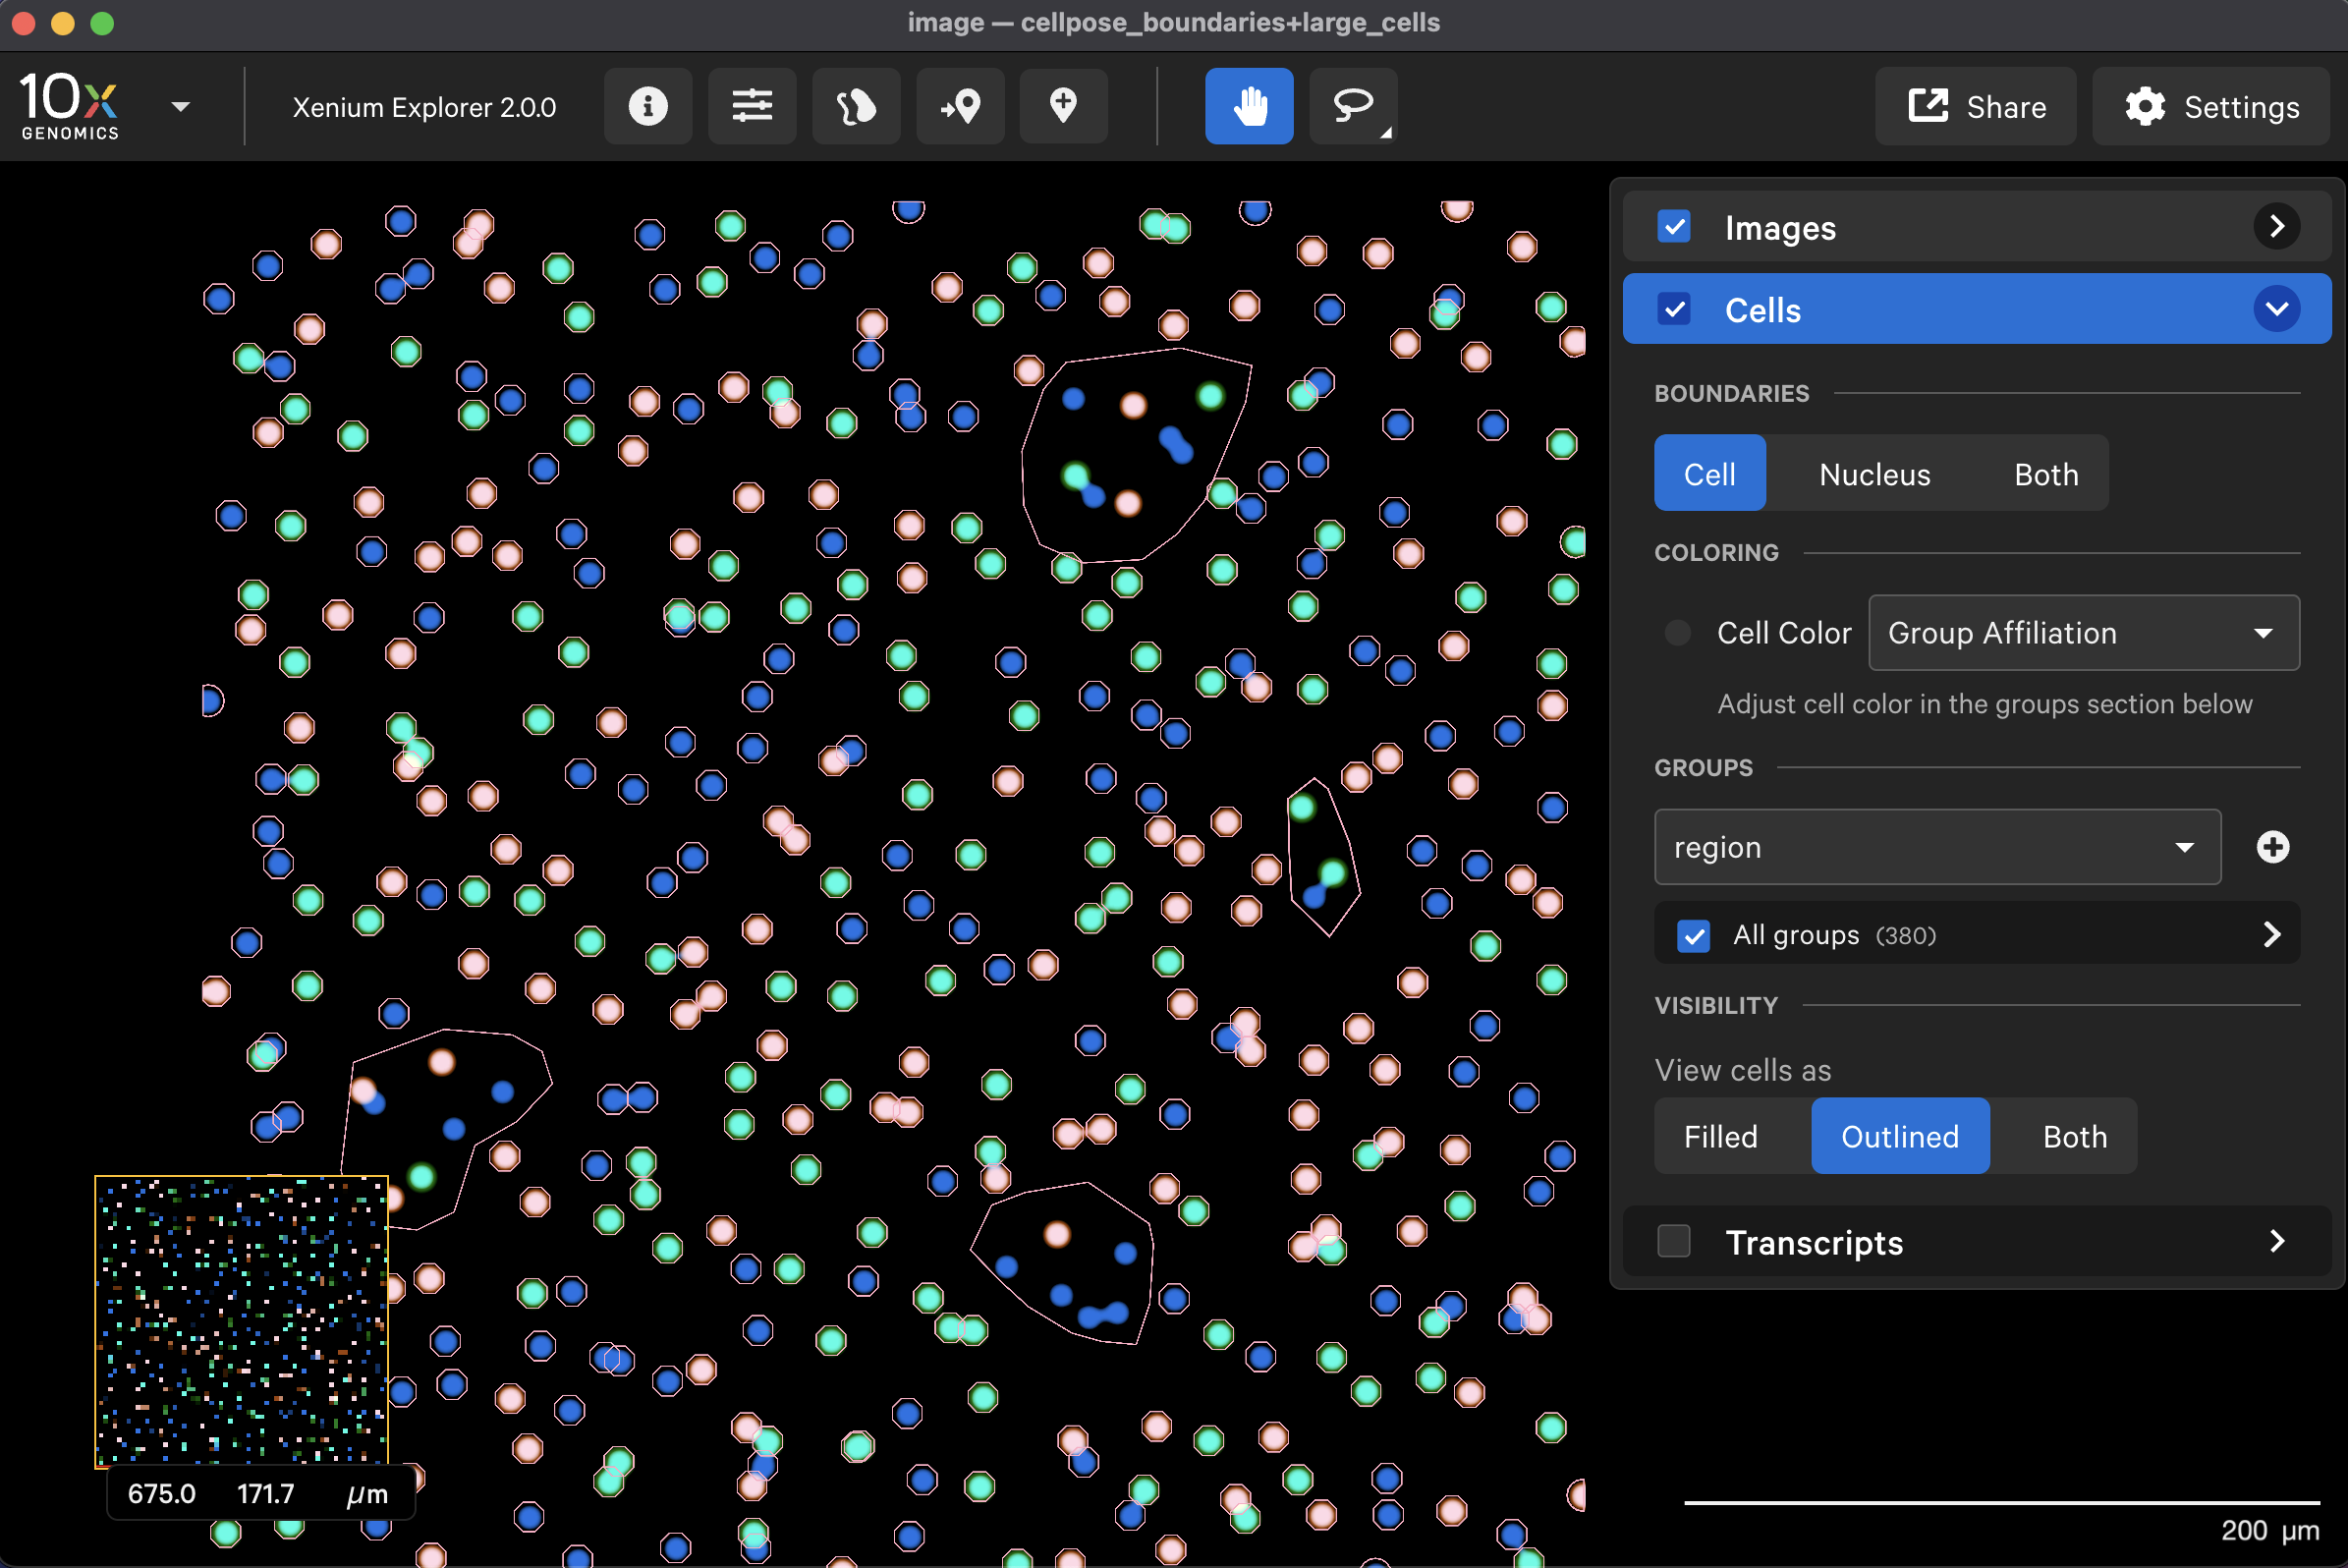 image — cellpose_boundaries+large_cells
10x
GENOMICS
Xenium Explorer 2.0.0
Share
Settings
Images
Cells
BOUNDARIES
Cell Nucleus Both
COLORING
Cell Color Group Affiliation
Adjust cell color in the groups section below
GROUPS
region
All groups (380)
VISIBILITY
View cells as
Filled Outlined Both
Transcripts
675.0 171.7 μm
200 μm